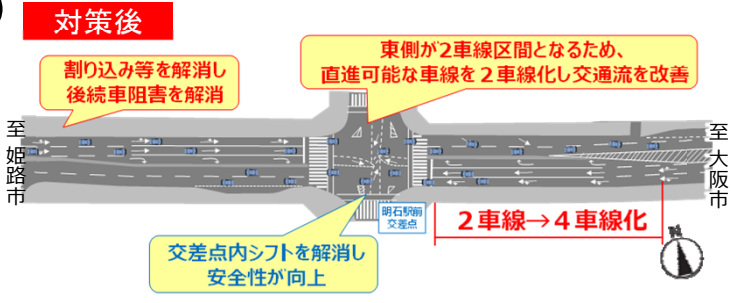 対策後
東側が2車線区間となるため、
直進可能な車線を２車線化し交通流を改善
割り込み等を解消し
後続車阻害を解消
至 姫路市
至 大阪市
明石駅前
交差点
２車線→４車線化
交差点内シフトを解消し
安全性が向上
N